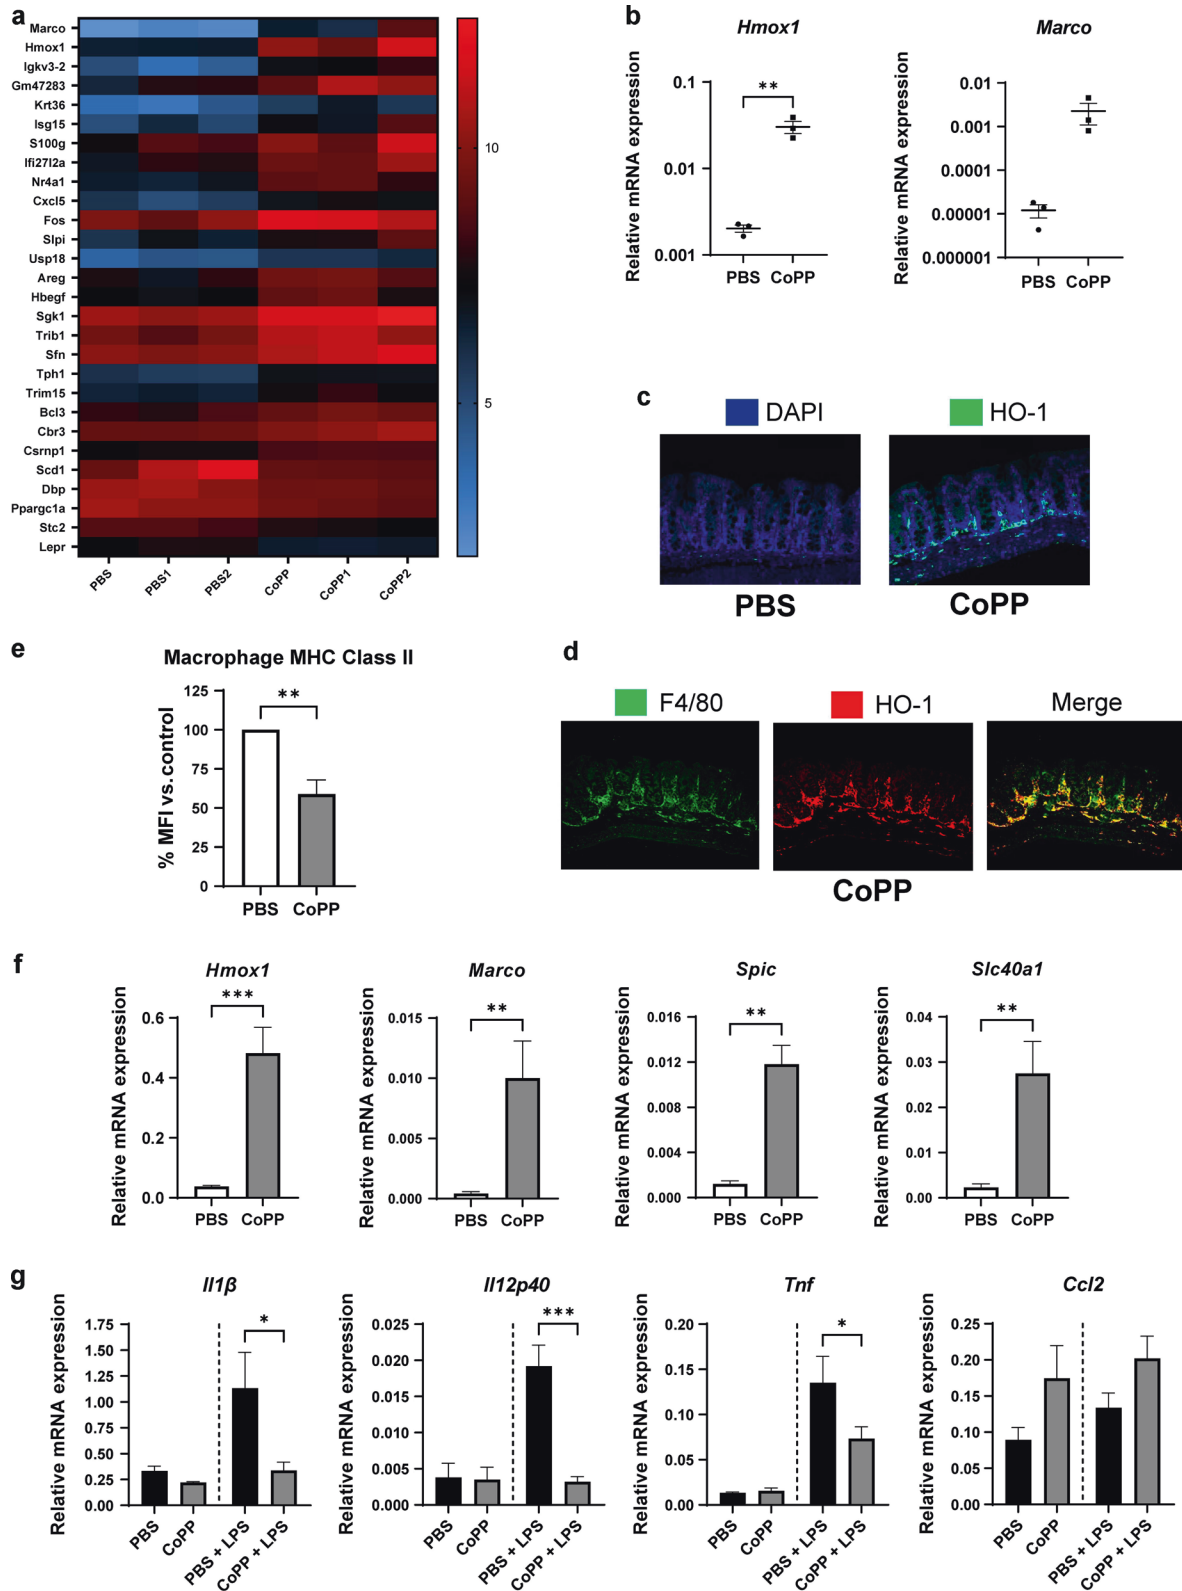 a
Marco
Hmox1
Igkv3-2
Gm47283
Krt36
Isg15
S100g
Ifi27l2a
Nr4a1
Cxcl5
Fos
Slpi
Usp18
Areg
Hbegf
Sgk1
Trib1
Sfn
Tph1
Trim15
Bcl3
Cbr3
Csrnp1
Scd1
Dbp
Ppargc1a
Stc2
Lepr
PBS PBS1 PBS2 CoPP CoPP1 CoPP2
10
5
b
Hmox1
Relative mRNA expression
0.1
0.01
0.001
**
PBS CoPP
Marco
Relative mRNA expression
0.01
0.001
0.0001
0.00001
0.000001
PBS CoPP
c
DAPI HO-1
PBS CoPP
e
Macrophage MHC Class II
% MFI vs.control
125
100
75
50
25
0
**
PBS CoPP
d
F4/80 HO-1 Merge
CoPP
f
Hmox1
Relative mRNA expression
0.6
0.4
0.2
0.0
***
PBS CoPP
Marco
Relative mRNA expression
0.015
0.010
0.005
0.000
**
PBS CoPP
Spic
Relative mRNA expression
0.016
0.012
0.008
0.004
0.000
**
PBS CoPP
Slc40a1
Relative mRNA expression
0.04
0.03
0.02
0.01
0.00
**
PBS CoPP
g
Il1β
Relative mRNA expression
1.75
1.50
1.25
1.00
0.75
0.50
0.25
0.00
*
PBS CoPP PBS + LPS CoPP + LPS
Il12p40
Relative mRNA expression
0.025
0.020
0.015
0.010
0.005
0.000
***
PBS CoPP PBS + LPS CoPP + LPS
Tnf
Relative mRNA expression
0.20
0.15
0.10
0.05
0.00
*
PBS CoPP PBS + LPS CoPP + LPS
Ccl2
Relative mRNA expression
0.25
0.20
0.15
0.10
0.05
0.00
PBS CoPP PBS + LPS CoPP + LPS